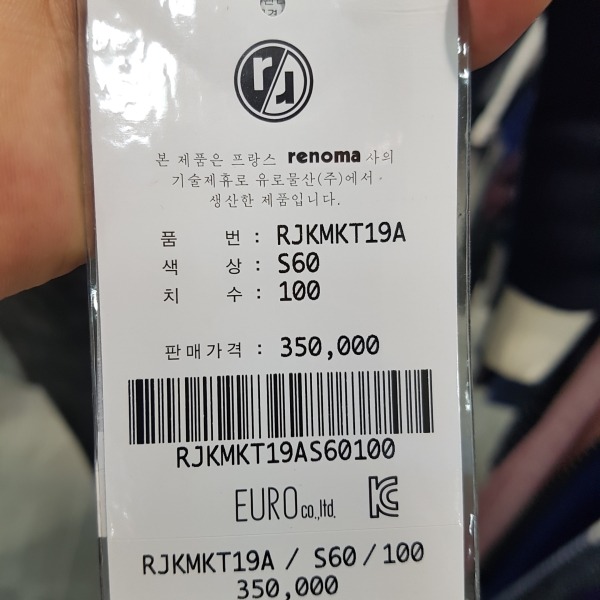 본 제품은 프랑스 renoma 사의
기술제휴로 유로물산(주)에서
생산한 제품입니다.
품 번 : RJKMKT19A
색 상 : S60
치 수 : 100
판매가격 : 350,000
RJKMKT19AS60100
EURO co.,ltd.
RJKMKT19A / S60 / 100
350,000